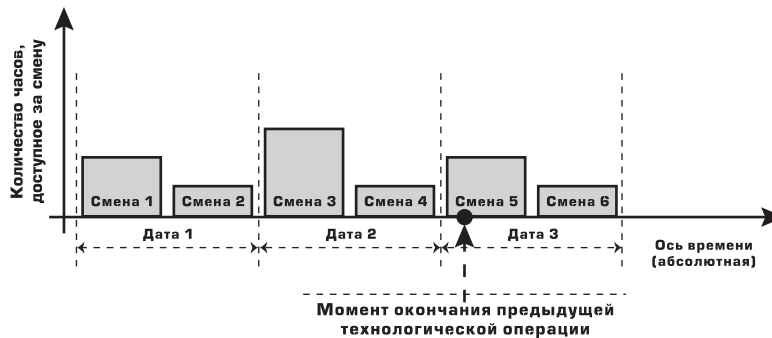 Количество часов,
доступное за смену
Смена 1
Смена 2
Смена 3
Смена 4
Смена 5
Смена 6
Дата 1
Дата 2
Дата 3
Ось времени
(абсолютная)
Момент окончания предыдущей
технологической операции